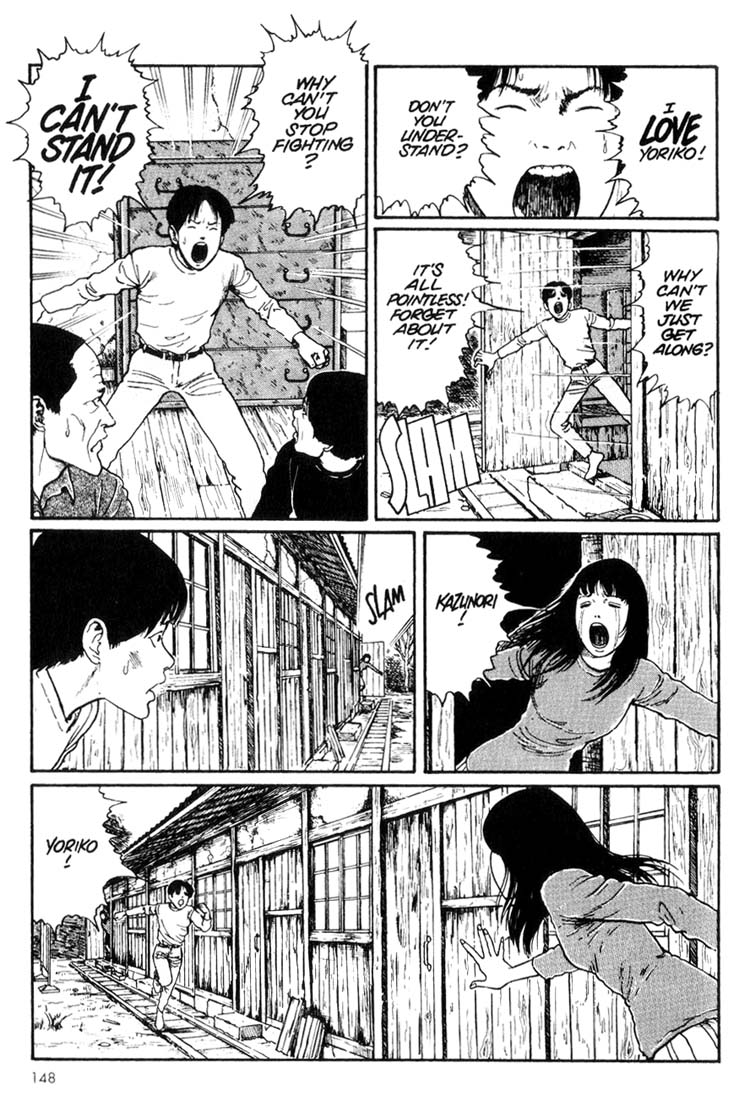 I
CAN'T
STAND
IT!
WHY
CAN'T
YOU
STOP
FIGHTING
?
DON'T
YOU
UNDER-
STAND?
I
LOVE
YORIKO!
IT'S
ALL
POINTLESS!
FORGET
ABOUT
IT!
WHY
CAN'T
WE
JUST
GET
ALONG?
SLAM
SLAM
KAZUNORI
!
YORIKO
!
148